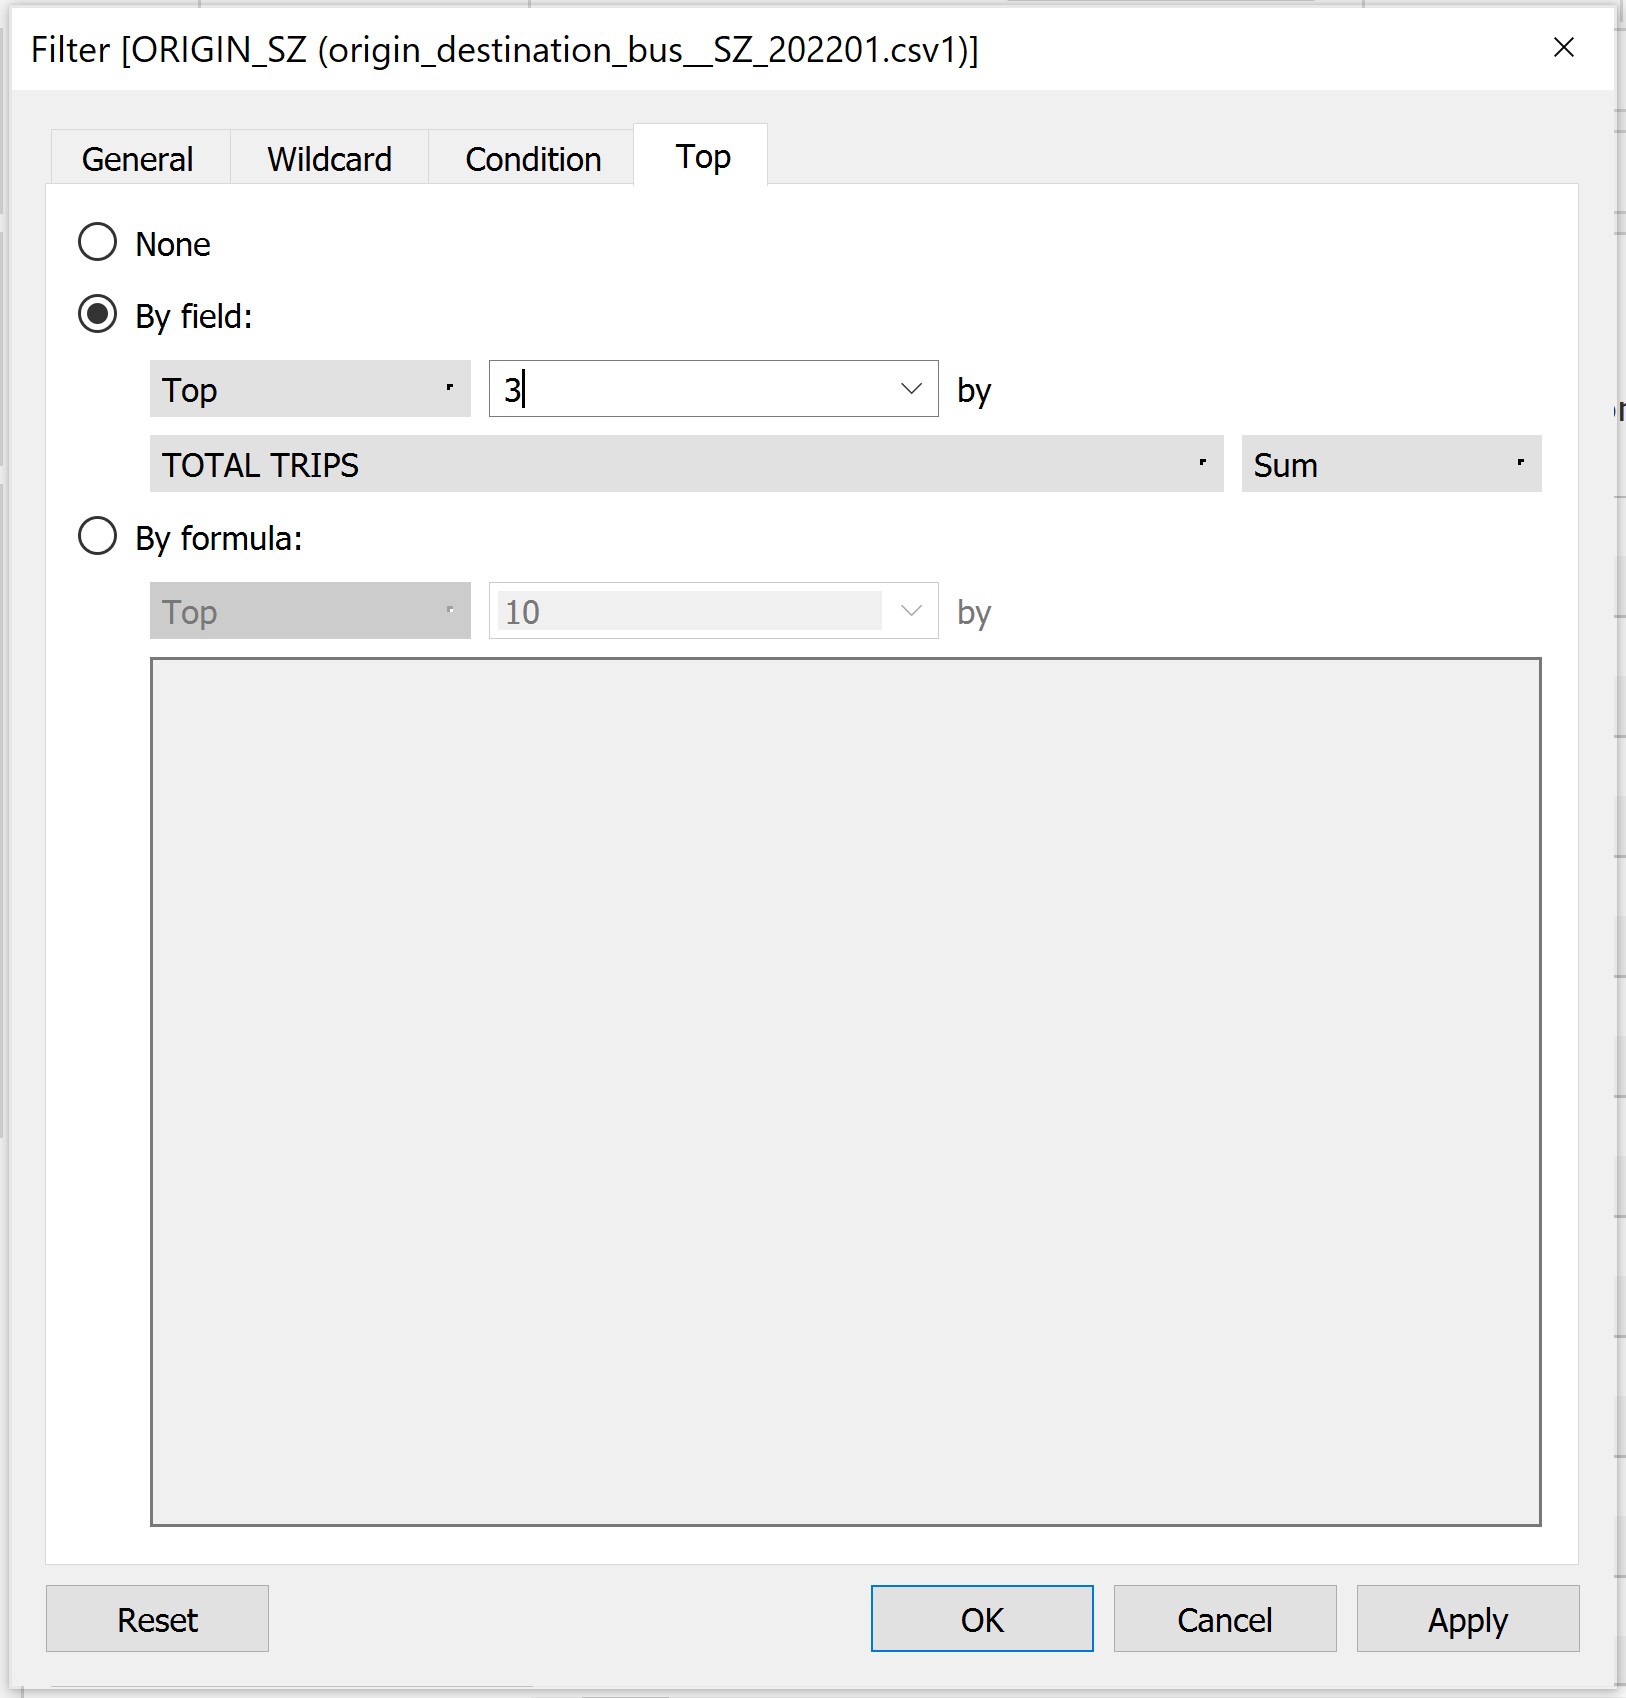 Filter [ORIGIN_SZ (origin_destination_bus__SZ_202201.csv1)]
General Wildcard Condition Top
None
By field:
Top 3 by
TOTAL TRIPS Sum
By formula:
Top 10 by
Reset OK Cancel Apply